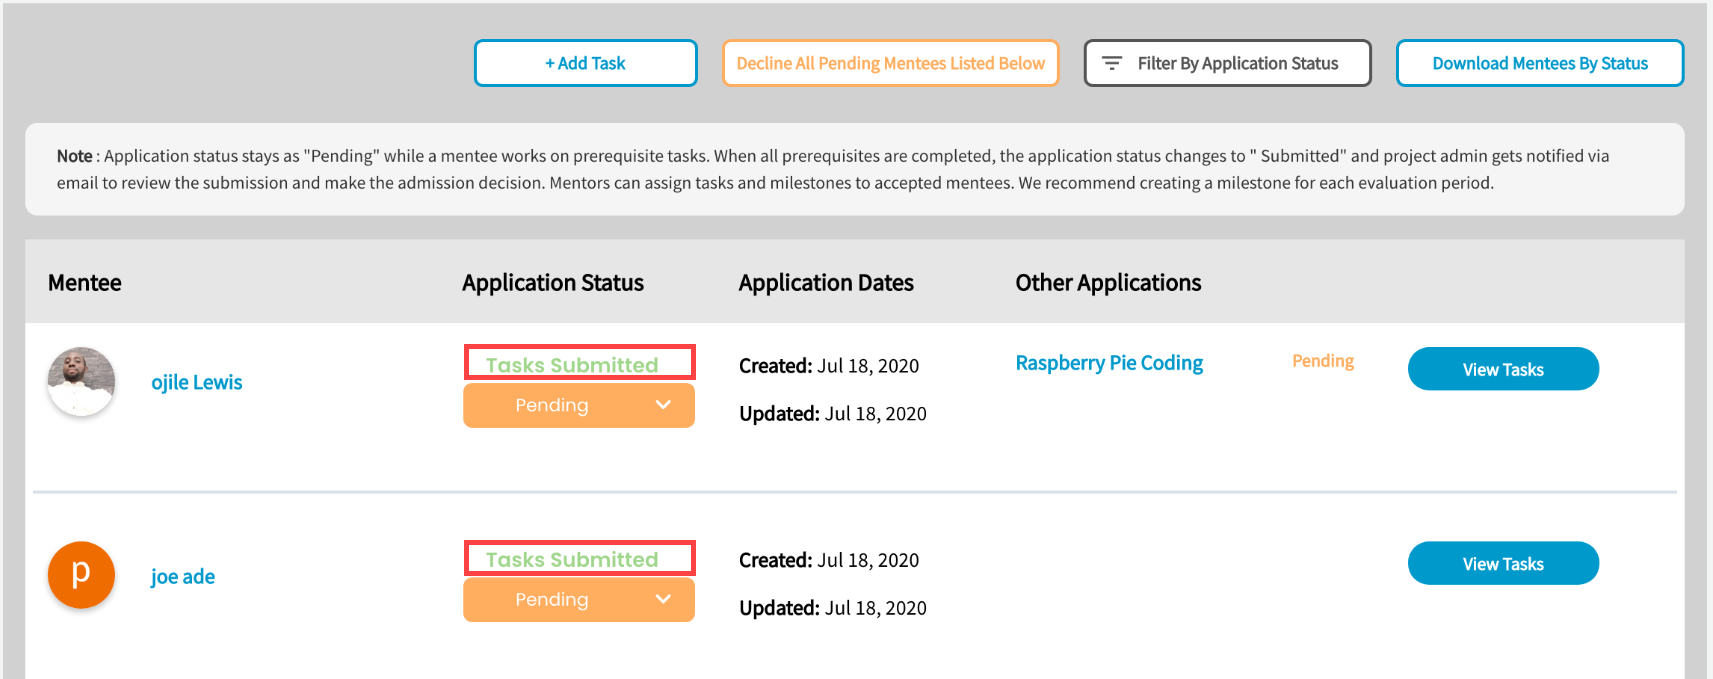 + Add Task
Decline All Pending Mentees Listed Below
Filter By Application Status
Download Mentees By Status
Note : Application status stays as "Pending" while a mentee works on prerequisite tasks. When all prerequisites are completed, the application status changes to " Submitted" and project admin gets notified via
email to review the submission and make the admission decision. Mentors can assign tasks and milestones to accepted mentees. We recommend creating a milestone for each evaluation period.
Mentee
Application Status
Application Dates
Other Applications
ojile Lewis
Tasks Submitted
Pending
Created: Jul 18, 2020
Updated: Jul 18, 2020
Raspberry Pie Coding
Pending
View Tasks
p
joe ade
Tasks Submitted
Pending
Created: Jul 18, 2020
Updated: Jul 18, 2020
View Tasks